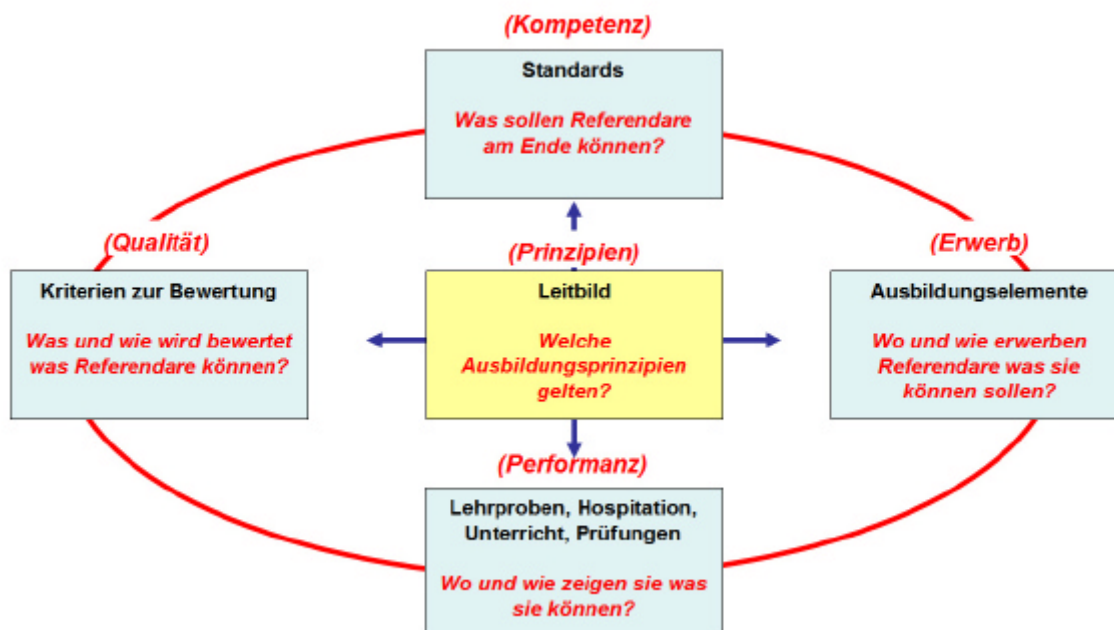 (Kompetenz)
Standards
Was sollen Referendare
am Ende können?
(Qualität)
Kriterien zur Bewertung
Was und wie wird bewertet
was Referendare können?
(Prinzipien)
Leitbild
Welche
Ausbildungsprinzipien
gelten?
(Erwerb)
Ausbildungselemente
Wo und wie erwerben
Referendare was sie
können sollen?
(Performanz)
Lehrproben, Hospitation,
Unterricht, Prüfungen
Wo und wie zeigen sie was
sie können?